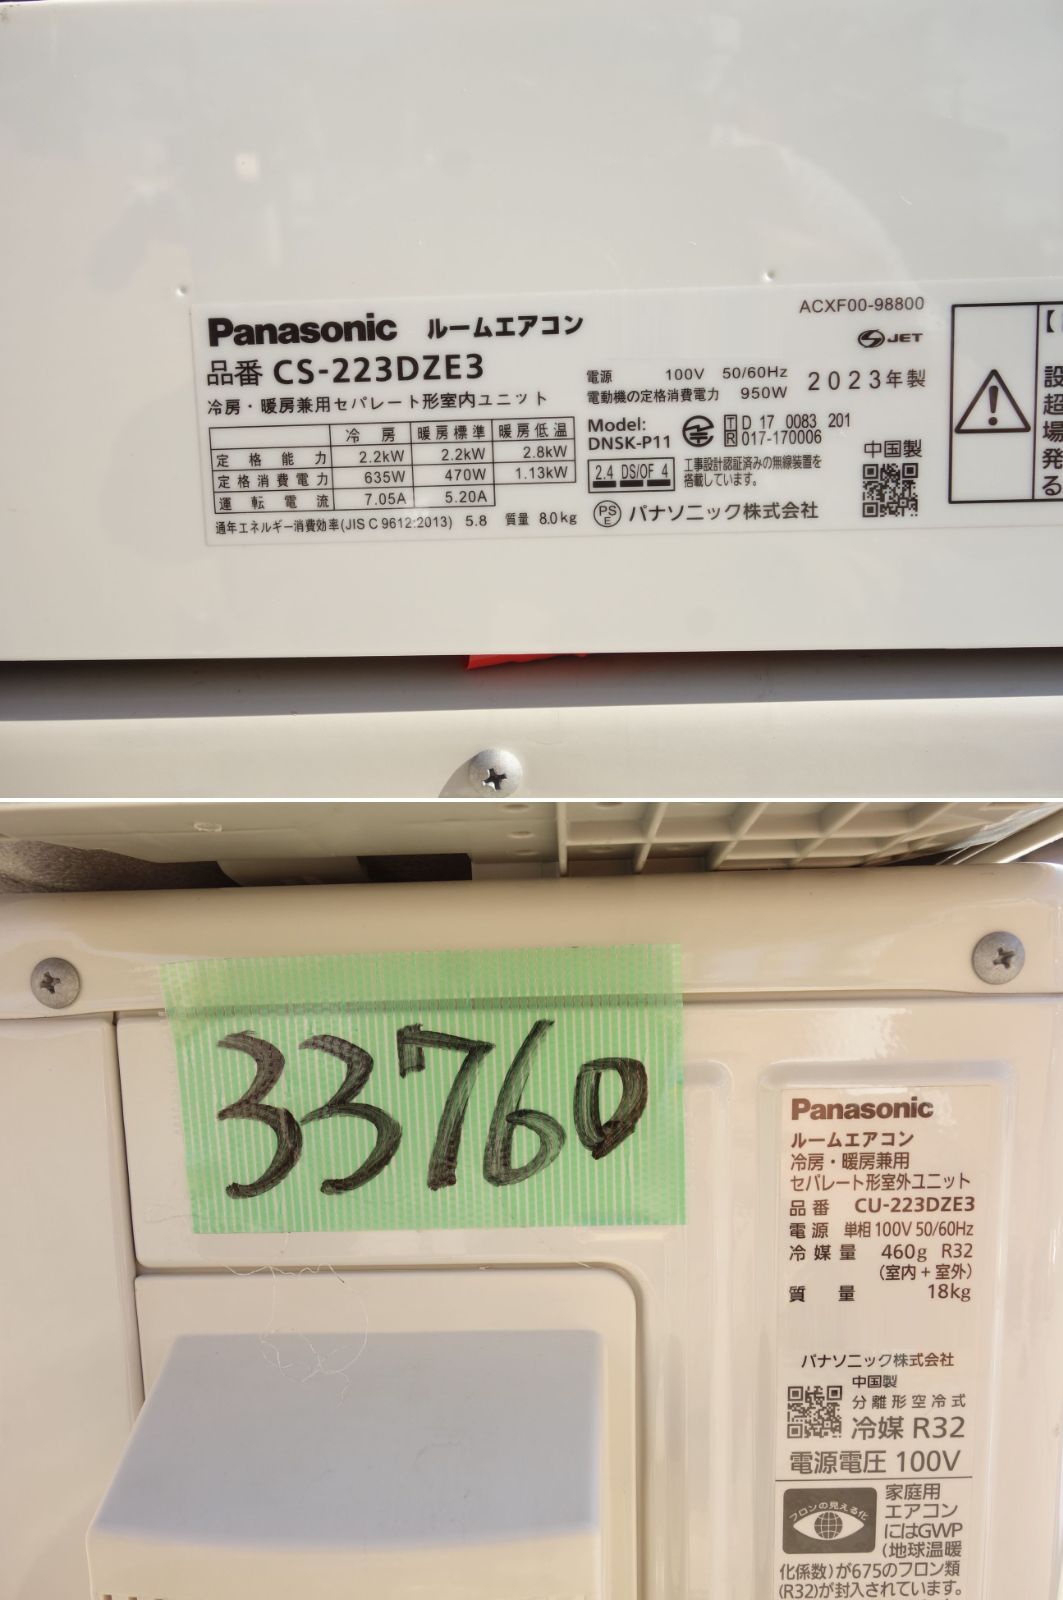 ACXF00-98800
Panasonic ルームエアコン
JET
品番 CS-223DZE3
電源 100V 50/60Hz
電動機の定格消費電力 950W
2023年製
冷房・暖房兼用セパレート形室内ユニット
冷房 暖房標準 暖房低温
定格能力 2.2kW 2.2kW 2.8kW
定格消費電力 635W 470W 1.13kW
運転電流 7.05A 5.20A
通年エネルギー消費効率(JIS C 9612:2013) 5.8 質量 8.0kg
Model:
DNSK-P11
T D 17 0083 201
R 017-170006
2.4 DS/OF 4
工事設計認証済みの無線装置を
搭載しています。
PS
E
パナソニック株式会社
中国製
【
設
超
場
発
る
33760
Panasonic
ルームエアコン
冷房・暖房兼用
セパレート形室外ユニット
品番 CU-223DZE3
電源 単相 100V 50/60Hz
冷媒量 460g R32
(室内+室外)
質量 18kg
パナソニック株式会社
中国製
分離形空冷式
冷媒 R32
電源電圧 100V
フロンの見える化
家庭用
エアコン
にはGWP
(地球温暖
化係数)が675のフロン類
(R32)が封入されています。